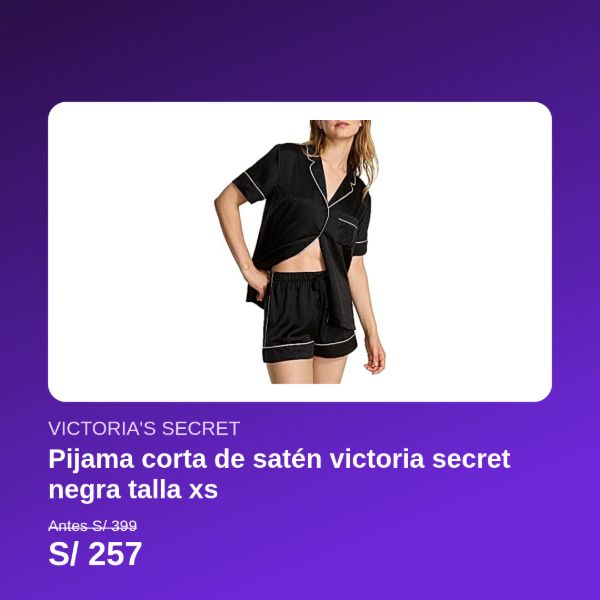 VICTORIA'S SECRET
Pijama corta de satén victoria secret
negra talla xs
Antes S/ 399
S/ 257